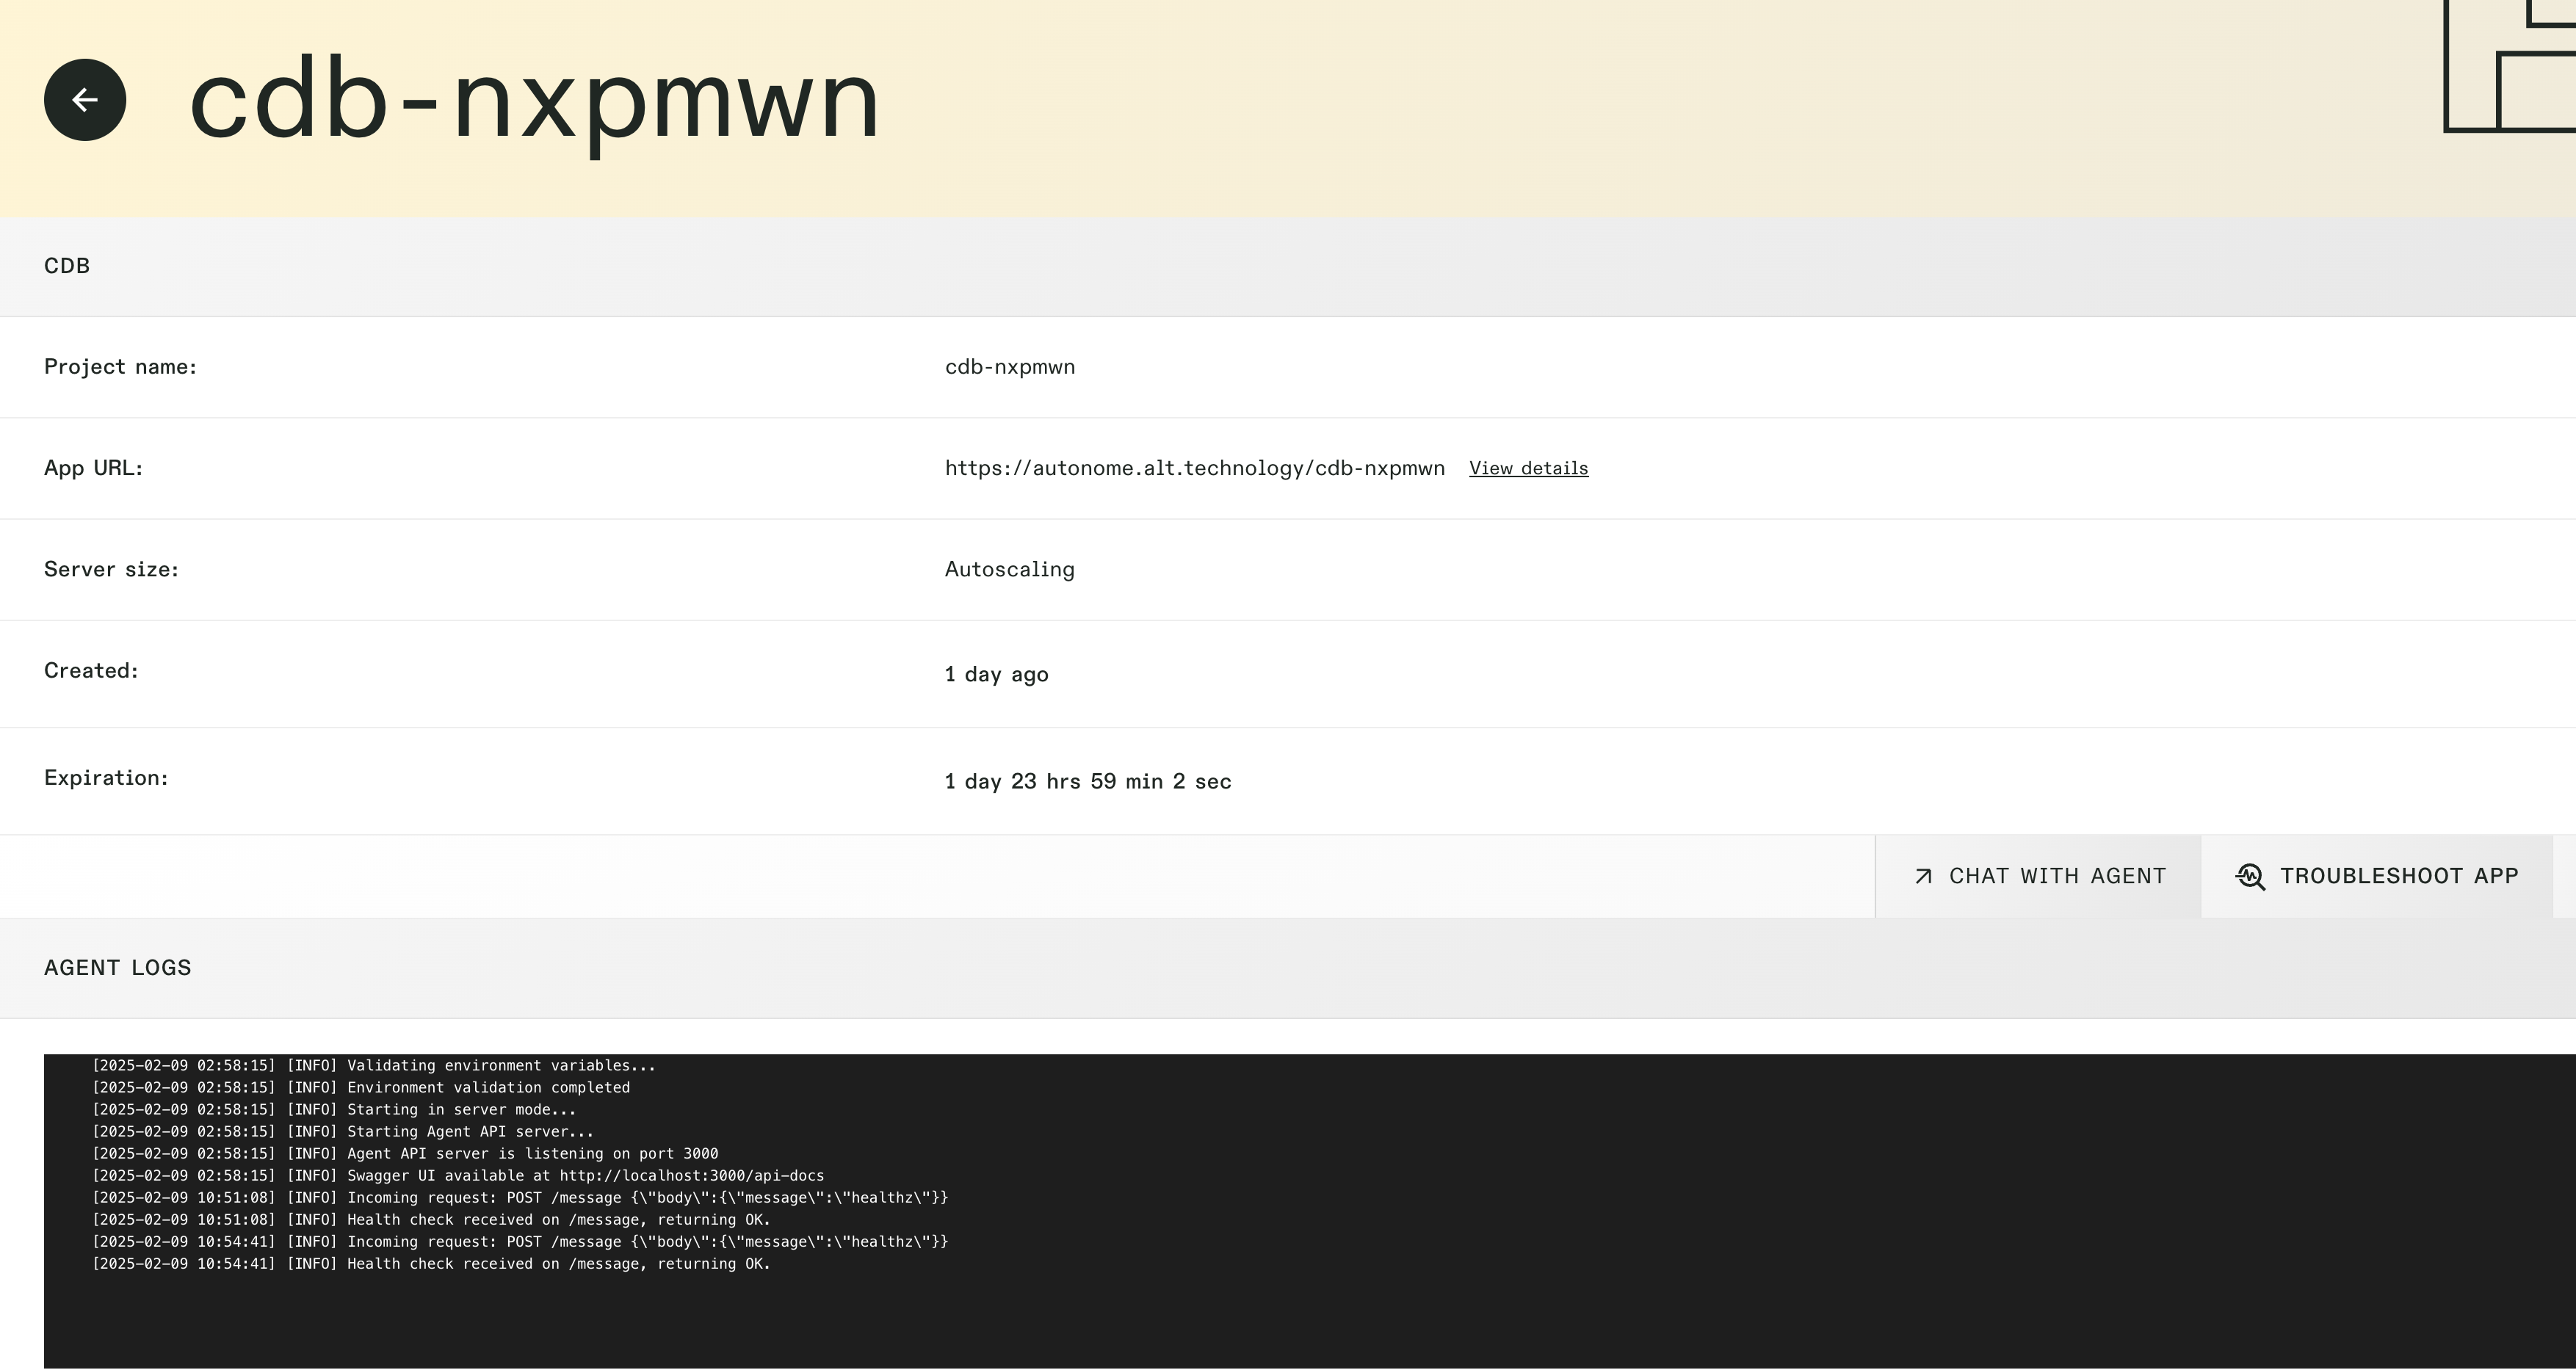 cdb-nxpmwn
CDB
Project name:
cdb-nxpmwn
App URL:
https://autonome.alt.technology/cdb-nxpmwn View details
Server size:
Autoscaling
Created:
1 day ago
Expiration:
1 day 23 hrs 59 min 2 sec
CHAT WITH AGENT
TROUBLESHOOT APP
AGENT LOGS
[2025-02-09 02:58:15] [INFO] Validating environment variables...
[2025-02-09 02:58:15] [INFO] Environment validation completed
[2025-02-09 02:58:15] [INFO] Starting in server mode...
[2025-02-09 02:58:15] [INFO] Starting Agent API server...
[2025-02-09 02:58:15] [INFO] Agent API server is listening on port 3000
[2025-02-09 02:58:15] [INFO] Swagger UI available at http://localhost:3000/api-docs
[2025-02-09 10:51:08] [INFO] Incoming request: POST /message {\"body\":{\"message\":\"healthz\"}}
[2025-02-09 10:51:08] [INFO] Health check received on /message, returning OK.
[2025-02-09 10:54:41] [INFO] Incoming request: POST /message {\"body\":{\"message\":\"healthz\"}}
[2025-02-09 10:54:41] [INFO] Health check received on /message, returning OK.